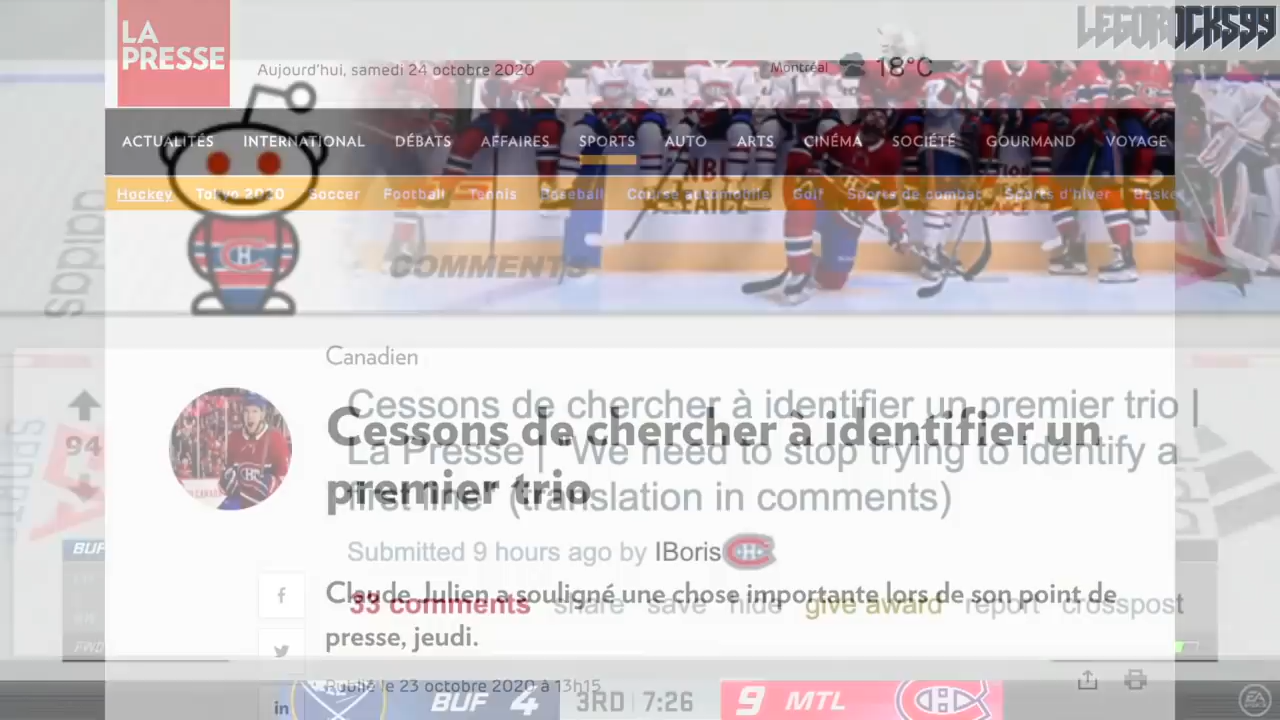 LEGOROCKS99
LA
PRESSE
Aujourd'hui, samedi 24 octobre 2020
Montréal 18°C
ACTUALITÉS INTERNATIONAL DÉBATS AFFAIRES SPORTS AUTO ARTS CINÉMA SOCIÉTÉ GOURMAND VOYAGE
Hockey Tokyo 2020 Soccer Football Tennis Baseball Course automobile Golf Sports de combat Sports d'hiver
COMMENTS
Canadien
Cessons de chercher à identifier un
premier trio
94
Cessons de chercher à identifier un premier trio |
La Presse | "We need to stop trying to identify a
first line" (translation in comments)
Submitted 9 hours ago by IBoris
33 comments share save hide give award report crosspost
Claude Julien a souligné une chose importante lors de son point de
presse, jeudi.
Publié le 23 octobre 2020 à 13h15
BUF
BUF 4 3RD 7:26 9 MTL
in
EA
SPORTS